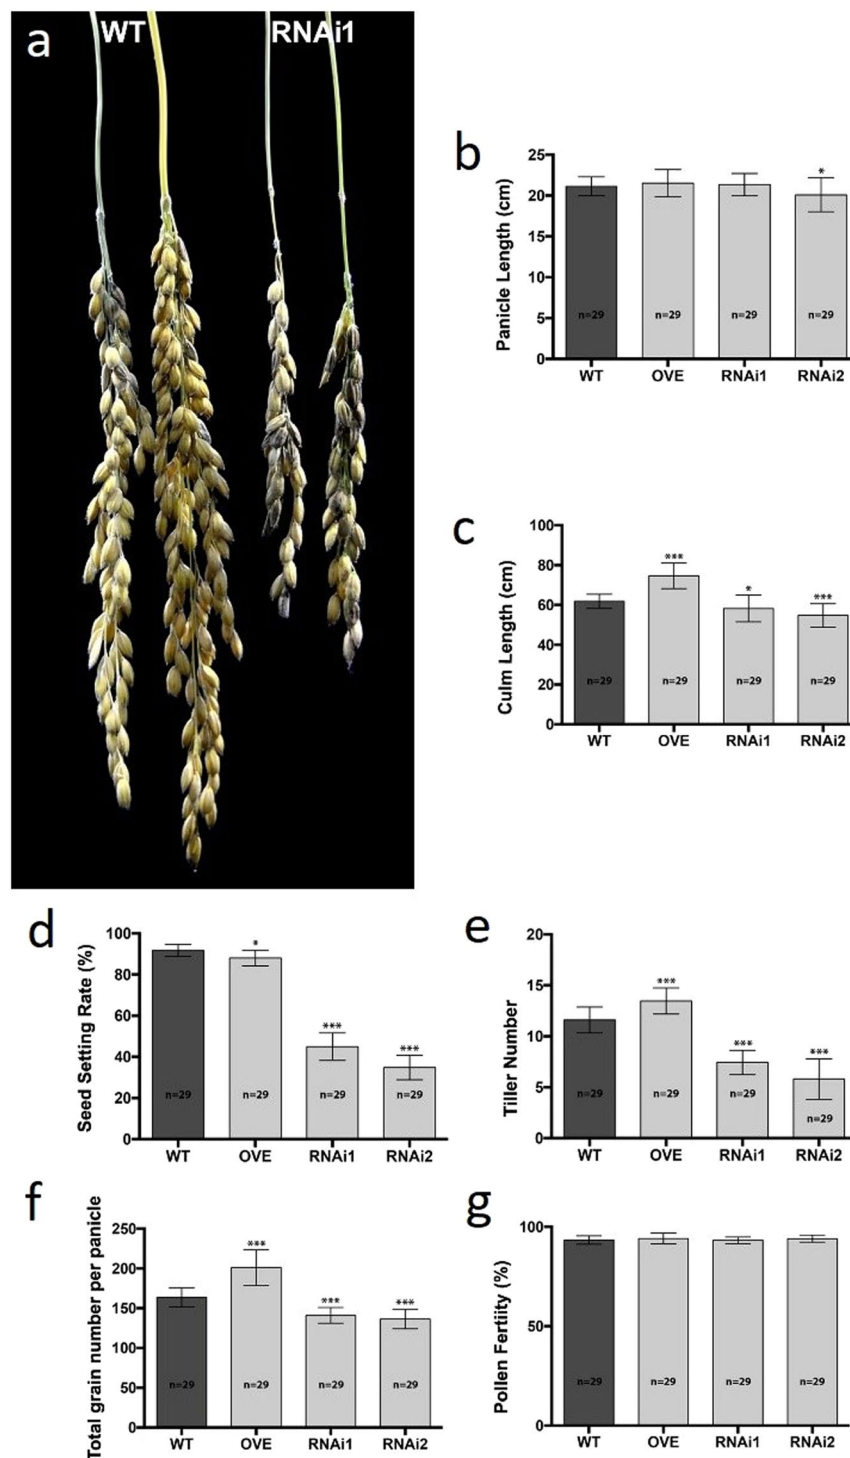 a
WT
RNAi1
b
Panicle Length (cm)
25
20
15
10
5
0
*
n=29
n=29
n=29
n=29
WT
OVE
RNAi1
RNAi2
c
Culm Length (cm)
100
80
60
40
20
0
***
*
***
n=29
n=29
n=29
n=29
WT
OVE
RNAi1
RNAi2
d
Seed Setting Rate (%)
100
80
60
40
20
0
*
***
***
n=29
n=29
n=29
n=29
WT
OVE
RNAi1
RNAi2
e
Tiller Number
20
15
10
5
0
***
***
***
n=29
n=29
n=29
n=29
WT
OVE
RNAi1
RNAi2
f
Total grain number per panicle
250
200
150
100
50
0
***
***
***
n=29
n=29
n=29
n=29
WT
OVE
RNAi1
RNAi2
g
Pollen Fertiity (%)
100
50
0
n=29
n=29
n=29
n=29
WT
OVE
RNAi1
RNAi2